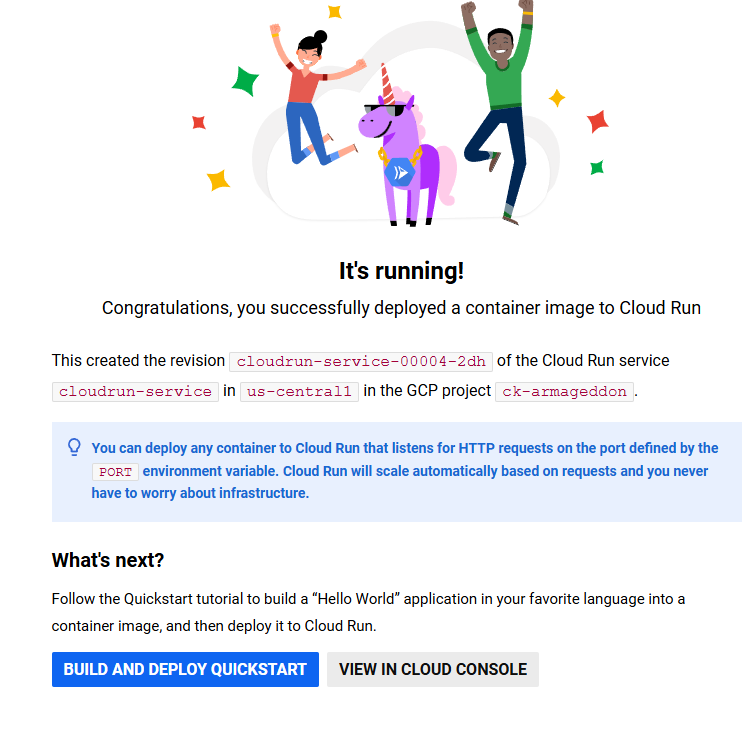 It's running!
Congratulations, you successfully deployed a container image to Cloud Run
This created the revision cloudrun-service-00004-2dh of the Cloud Run service
cloudrun-service in us-central1 in the GCP project ck-armageddon.
You can deploy any container to Cloud Run that listens for HTTP requests on the port defined by the
PORT environment variable. Cloud Run will scale automatically based on requests and you never
have to worry about infrastructure.
What's next?
Follow the Quickstart tutorial to build a “Hello World” application in your favorite language into a
container image, and then deploy it to Cloud Run.
BUILD AND DEPLOY QUICKSTART
VIEW IN CLOUD CONSOLE